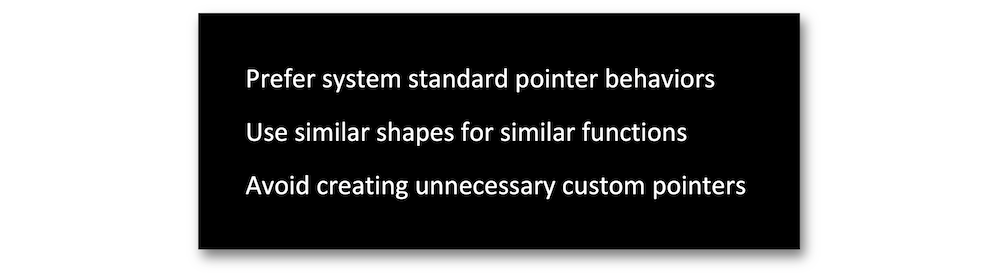 Prefer system standard pointer behaviors
Use similar shapes for similar functions
Avoid creating unnecessary custom pointers